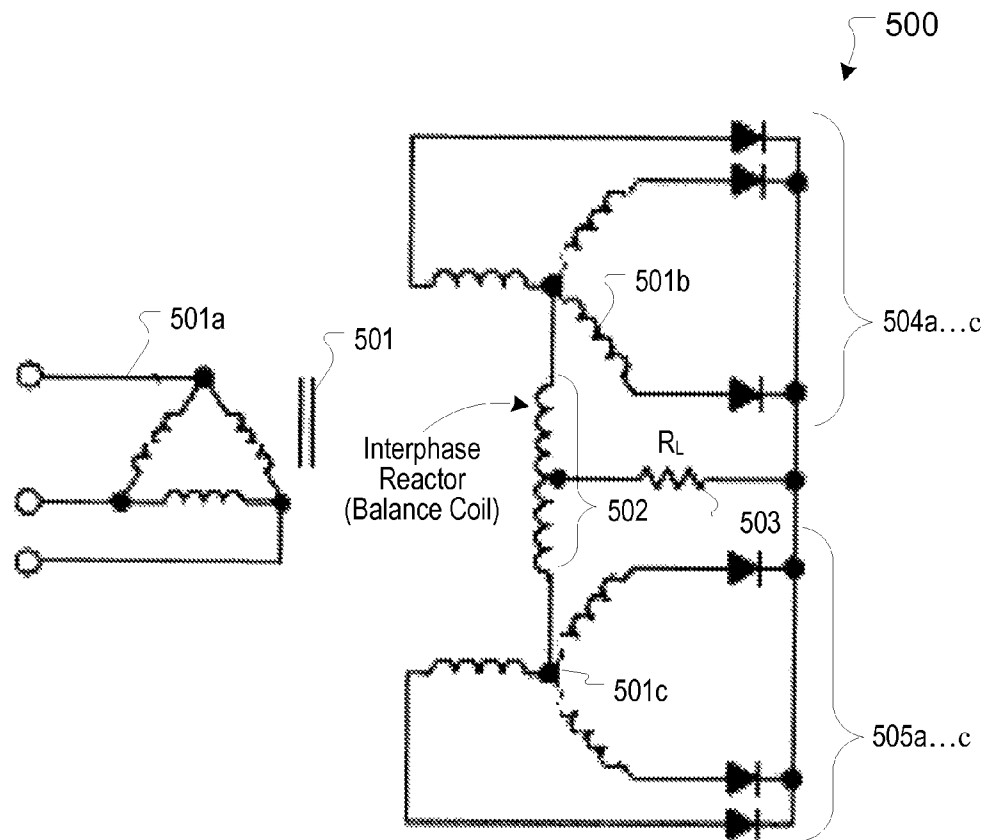 500
501a
501
501b
504a...c
Interphase
Reactor
(Balance Coil)
RL
502
503
501c
505a...c